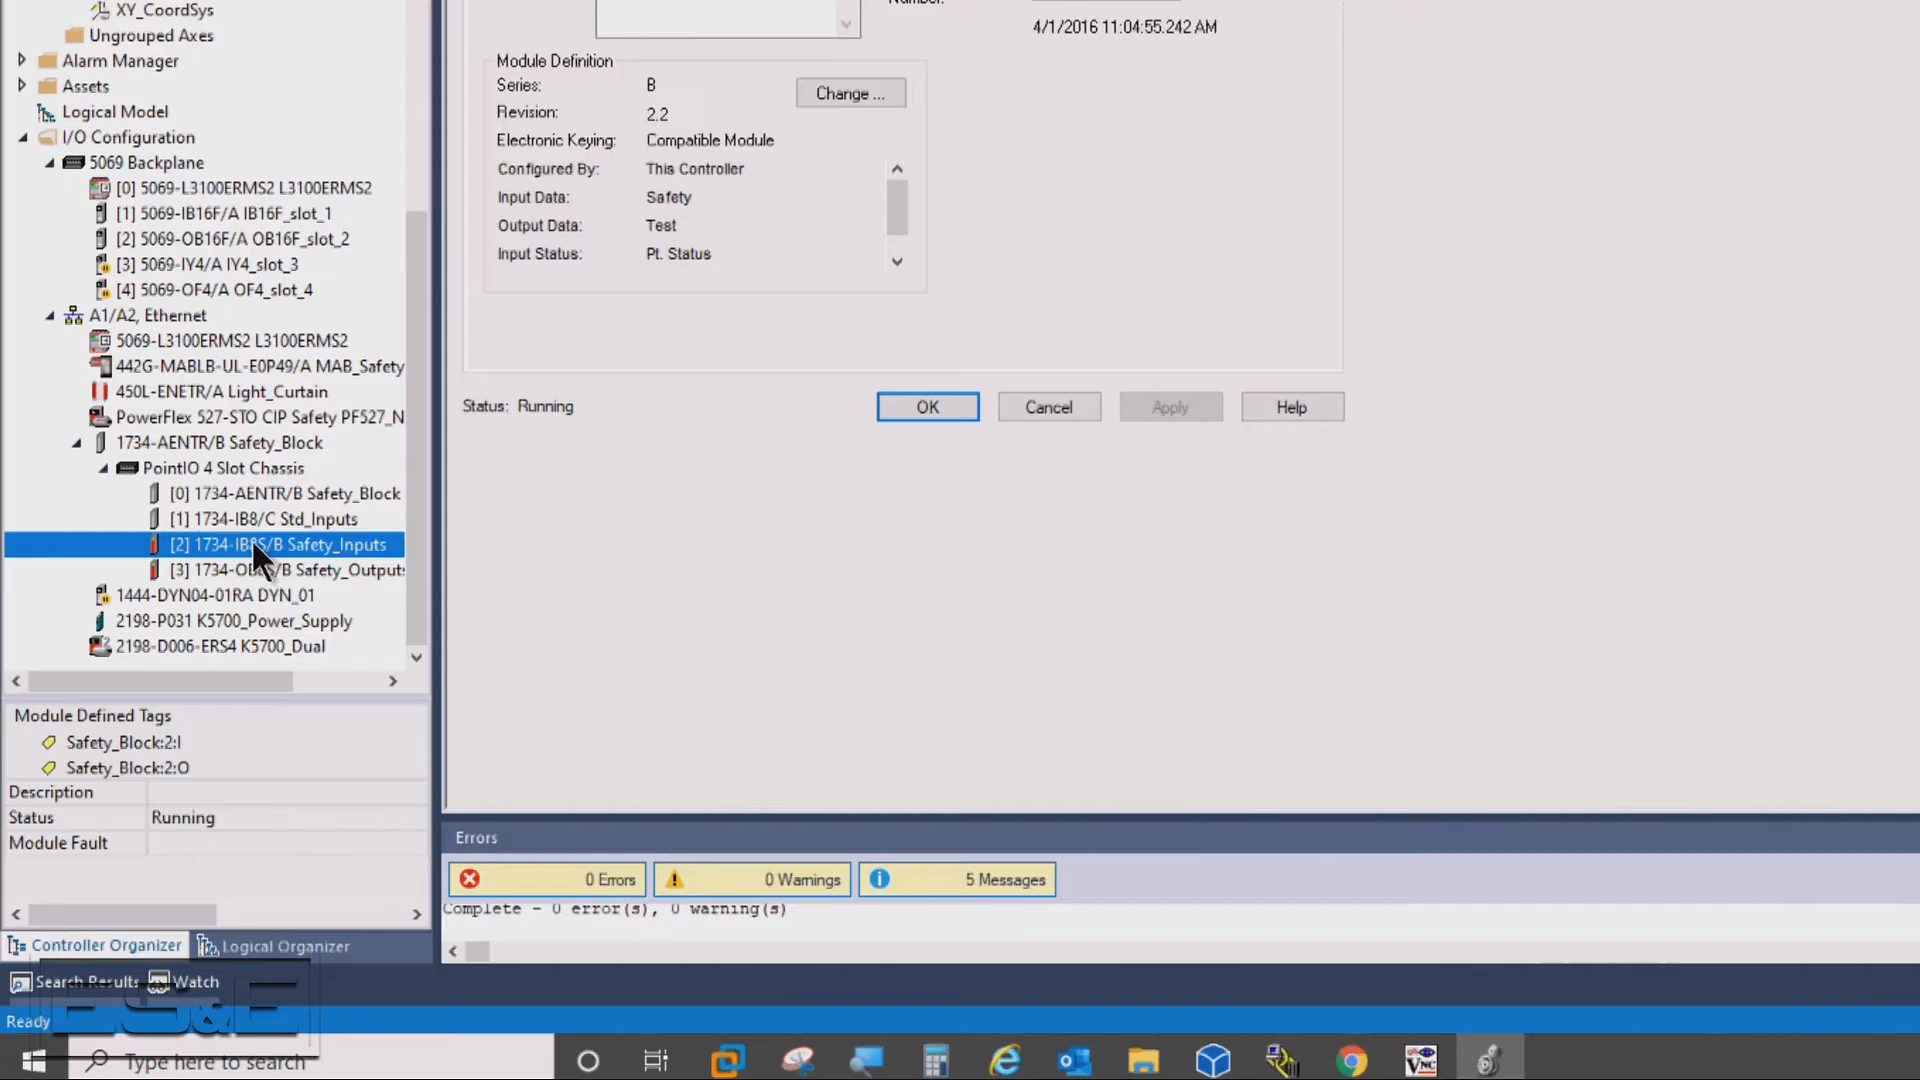 XY_CoordSys
Ungrouped Axes
Alarm Manager
Assets
Logical Model
I/O Configuration
5069 Backplane
[0] 5069-L3100ERMS2 L3100ERMS2
[1] 5069-IB16F/A IB16F_slot_1
[2] 5069-OB16F/A OB16F_slot_2
[3] 5069-IY4/A IY4_slot_3
[4] 5069-OF4/A OF4_slot_4
A1/A2, Ethernet
5069-L3100ERMS2 L3100ERMS2
442G-MABLB-UL-E0P49/A MAB_Safety
450L-ENETR/A Light_Curtain
PowerFlex 527-STO CIP Safety PF527_N
1734-AENTR/B Safety_Block
PointIO 4 Slot Chassis
[0] 1734-AENTR/B Safety_Block
[1] 1734-IB8/C Std_Inputs
[2] 1734-IB8S/B Safety_Inputs
[3] 1734-OB8S/B Safety_Outputs
1444-DYN04-01RA DYN_01
2198-P031 K5700_Power_Supply
2198-D006-ERS4 K5700_Dual
Module Defined Tags
Safety_Block:2:I
Safety_Block:2:O
Description
Status Running
Module Fault
Controller Organizer Logical Organizer
Search Results Watch
Ready
ES&E
Type here to search
Number:
4/1/2016 11:04:55.242 AM
Module Definition
Series: B
Change ...
Revision: 2.2
Electronic Keying: Compatible Module
Configured By: This Controller
Input Data: Safety
Output Data: Test
Input Status: Pt. Status
Status: Running
OK Cancel Apply Help
Errors
0 Errors 0 Warnings 5 Messages
Complete - 0 error(s), 0 warning(s)